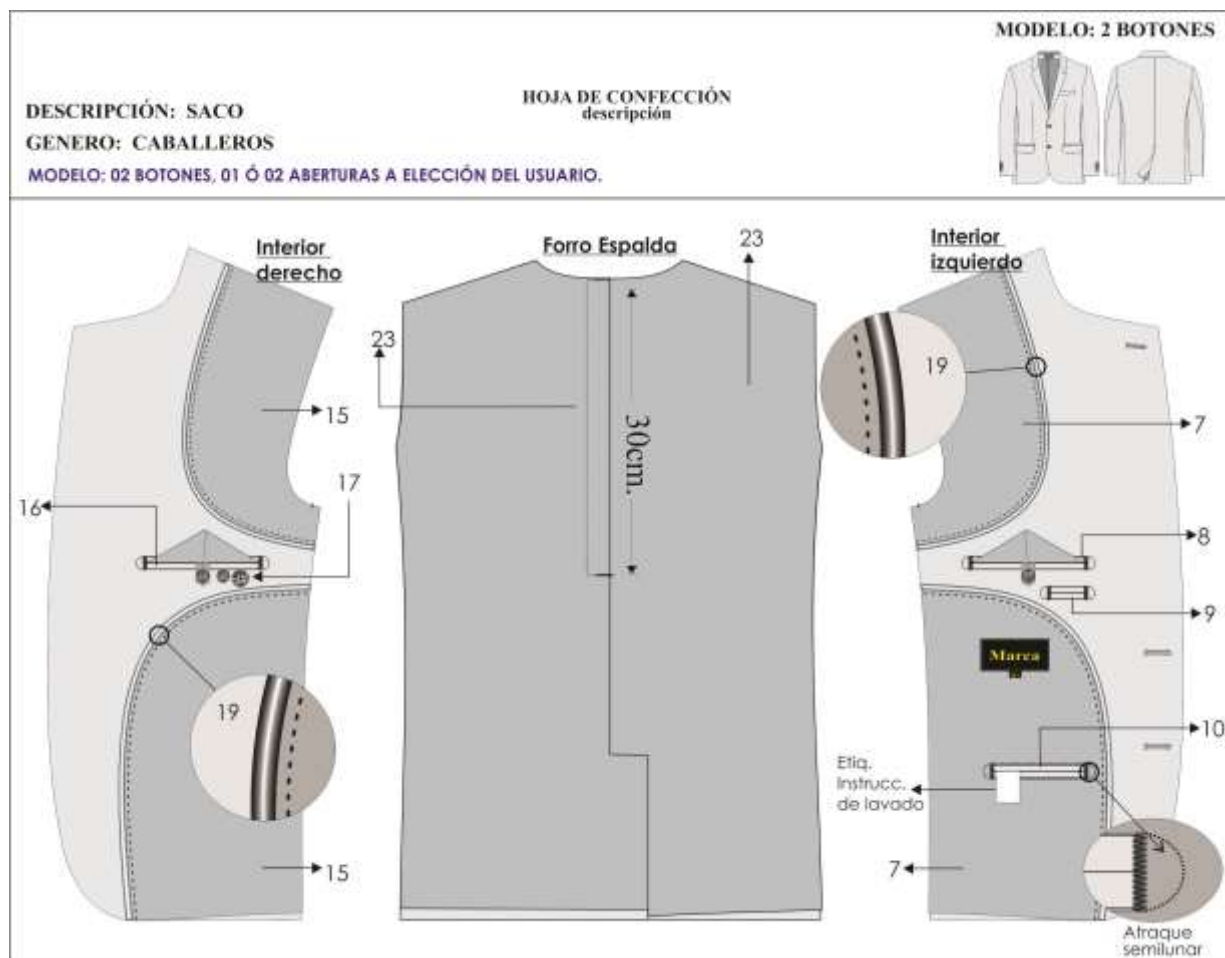 MODELO: 2 BOTONES
HOJA DE CONFECCIÓN
descripción
DESCRIPCIÓN: SACO
GENERO: CABALLEROS
MODELO: 02 BOTONES, 01 Ó 02 ABERTURAS A ELECCIÓN DEL USUARIO.
Interior
derecho
15
16
17
19
15
Forro Espalda
23
23
30cm.
Interior
izquierdo
19
7
8
9
Marca
10
Etiq.
Instrucc.
de lavado
7
Atraque
semilunar